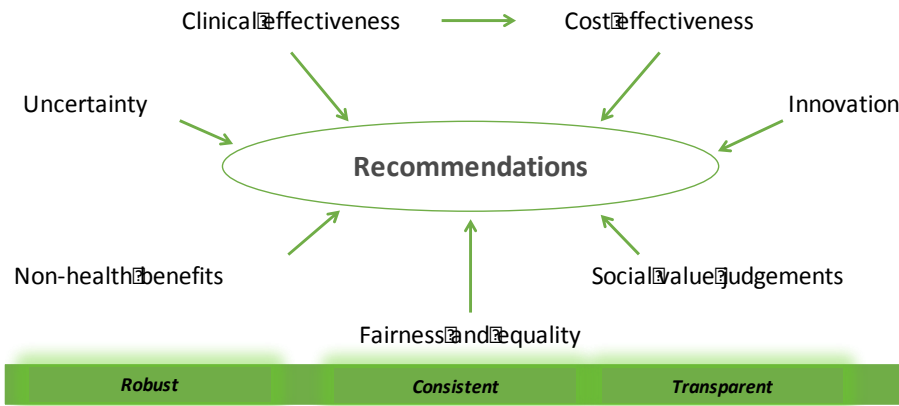 Clinical effectiveness
Cost effectiveness
Uncertainty
Innovation
Recommendations
Non-health benefits
Social value judgements
Fairness and equality
Robust
Consistent
Transparent